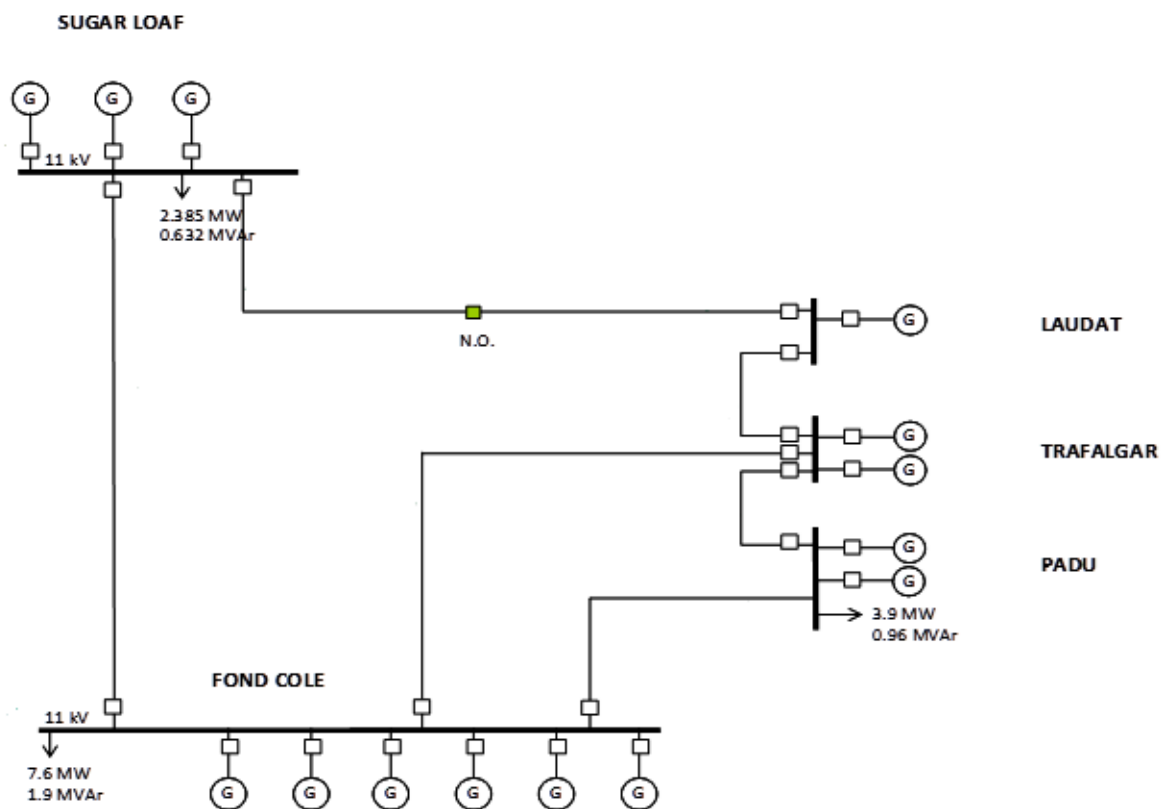 SUGAR LOAF
G G G
11 kV
2.385 MW
0.632 MVAr
N.O.
G
LAUDAT
G
G
TRAFALGAR
G
G
PADU
3.9 MW
0.96 MVAr
FOND COLE
11 kV
7.6 MW
1.9 MVAr
G G G G G G